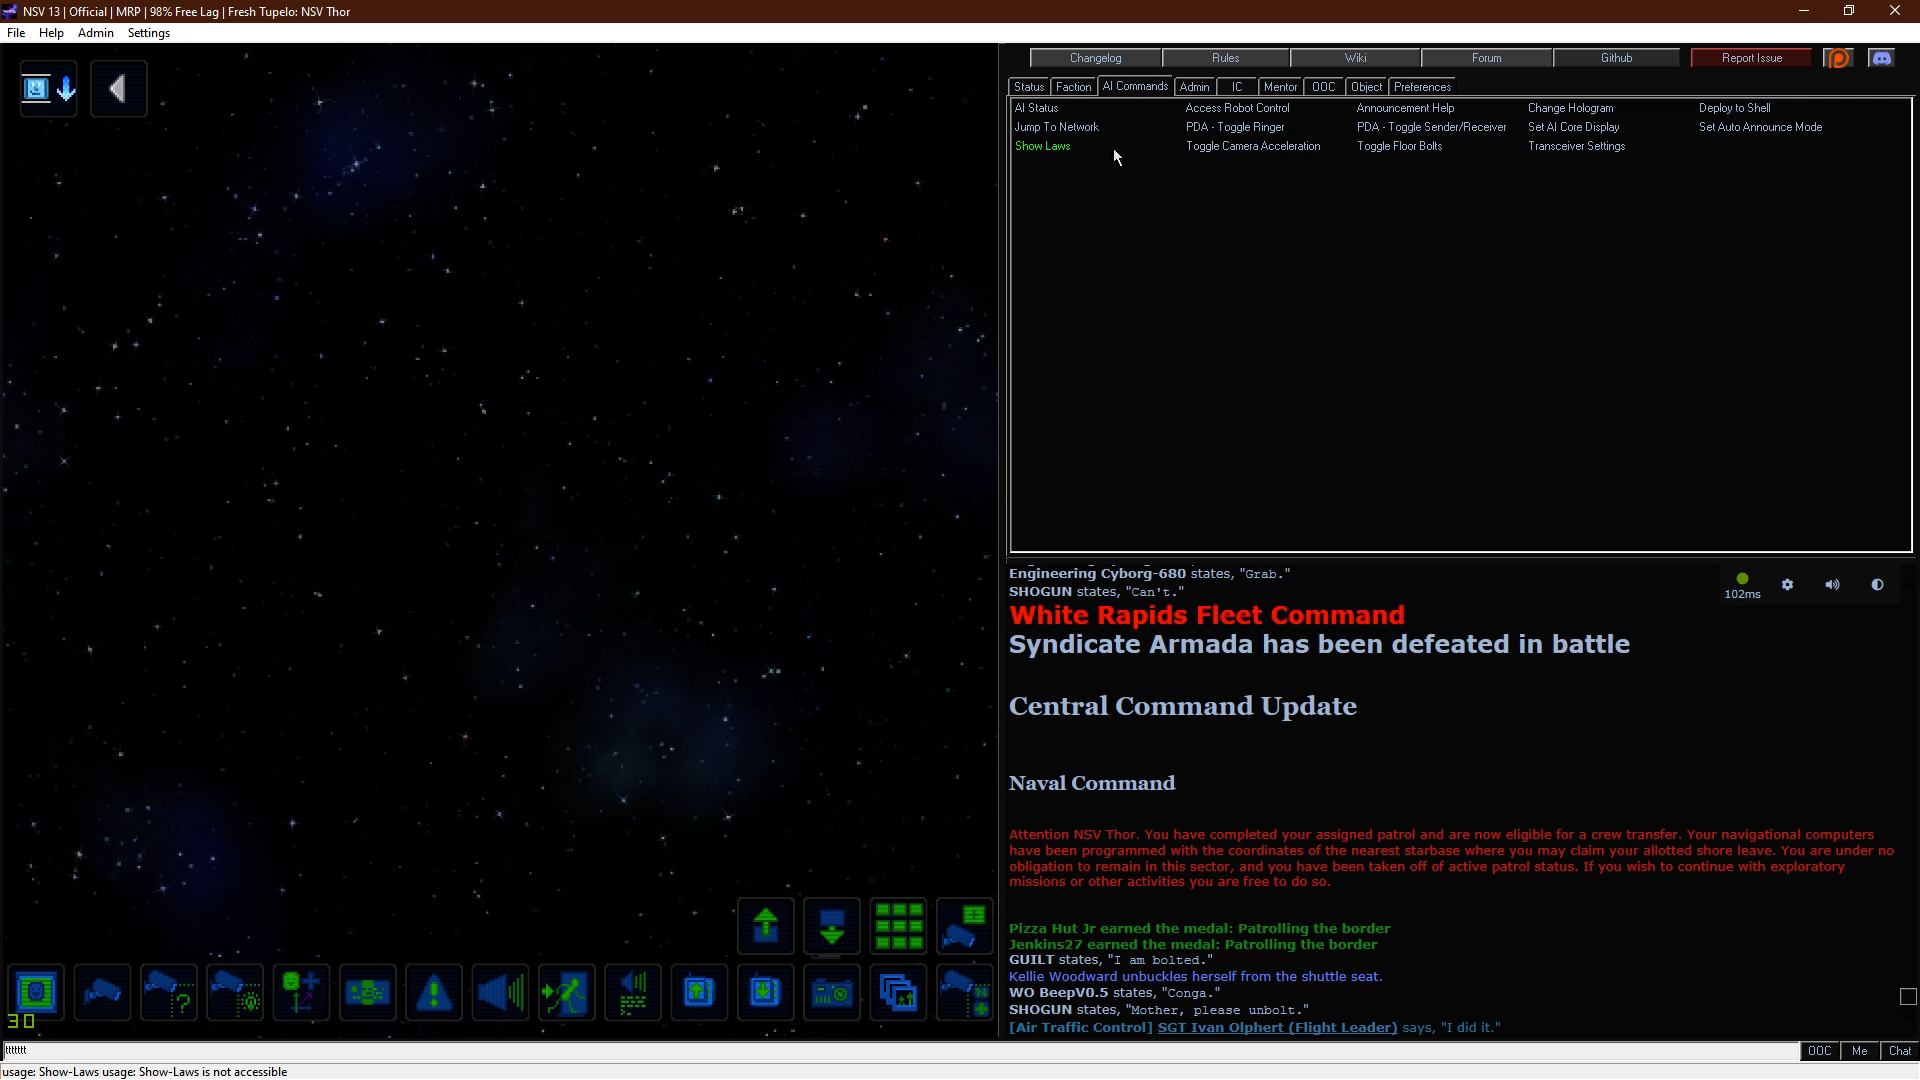 NSV 13 | Official | MRP | 98% Free Lag | Fresh Tupelo: NSV Thor
File Help Admin Settings
Changelog Rules Wiki Forum Github Report Issue
Status Faction AI Commands Admin IC Mentor OOC Object Preferences
AI Status Access Robot Control Announcement Help Change Hologram Deploy to Shell
Jump To Network PDA - Toggle Ringer PDA - Toggle Sender/Receiver Set AI Core Display Set Auto Announce Mode
Show Laws Toggle Camera Acceleration Toggle Floor Bolts Transceiver Settings
Engineering Cyborg-680 states, "Grab."
102ms
SHOGUN states, "Can't."
White Rapids Fleet Command
Syndicate Armada has been defeated in battle
Central Command Update
Naval Command
Attention NSV Thor. You have completed your assigned patrol and are now eligible for a crew transfer. Your navigational computers
have been programmed with the coordinates of the nearest starbase where you may claim your allotted shore leave. You are under no
obligation to remain in this sector, and you have been taken off of active patrol status. If you wish to continue with exploratory
missions or other activities you are free to do so.
Pizza Hut Jr earned the medal: Patrolling the border
Jenkins27 earned the medal: Patrolling the border
GUILT states, "I am bolted."
Kellie Woodward unbuckles herself from the shuttle seat.
WO BeepV0.5 states, "Conga."
SHOGUN states, "Mother, please unbolt."
[Air Traffic Control] SGT Ivan Olphert (Flight Leader) says, "I did it."
30
OOC Me Chat
usage: Show-Laws usage: Show-Laws is not accessible